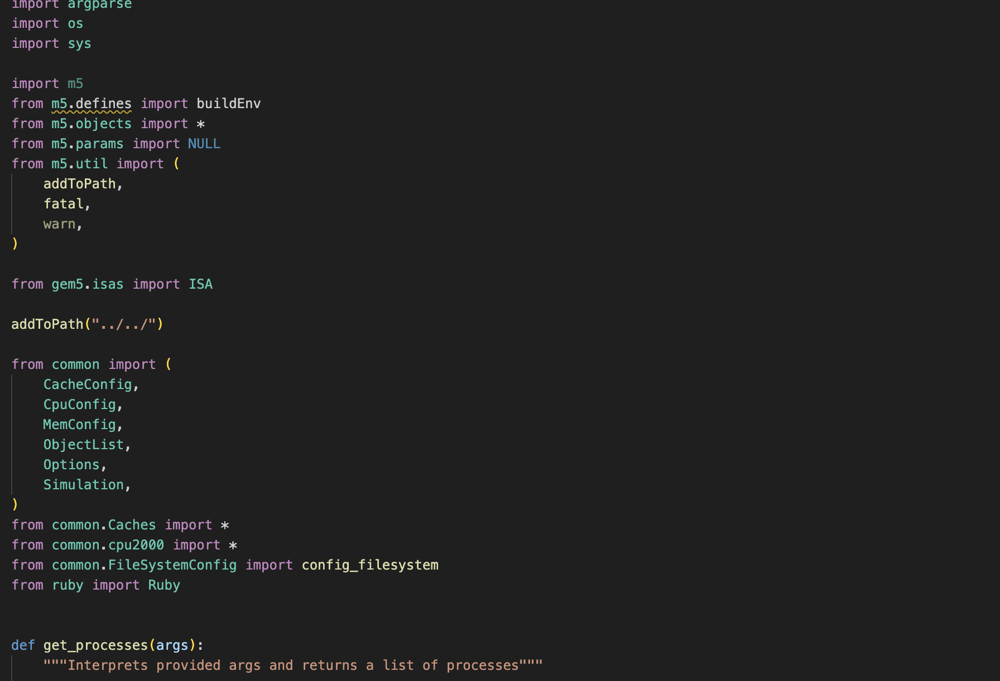 import argparse
import os
import sys

import m5
from m5.defines import buildEnv
from m5.objects import *
from m5.params import NULL
from m5.util import (
    addToPath,
    fatal,
    warn,
)

from gem5.isas import ISA

addToPath("../../")

from common import (
    CacheConfig,
    CpuConfig,
    MemConfig,
    ObjectList,
    Options,
    Simulation,
)
from common.Caches import *
from common.cpu2000 import *
from common.FileSystemConfig import config_filesystem
from ruby import Ruby


def get_processes(args):
    """Interprets provided args and returns a list of processes"""